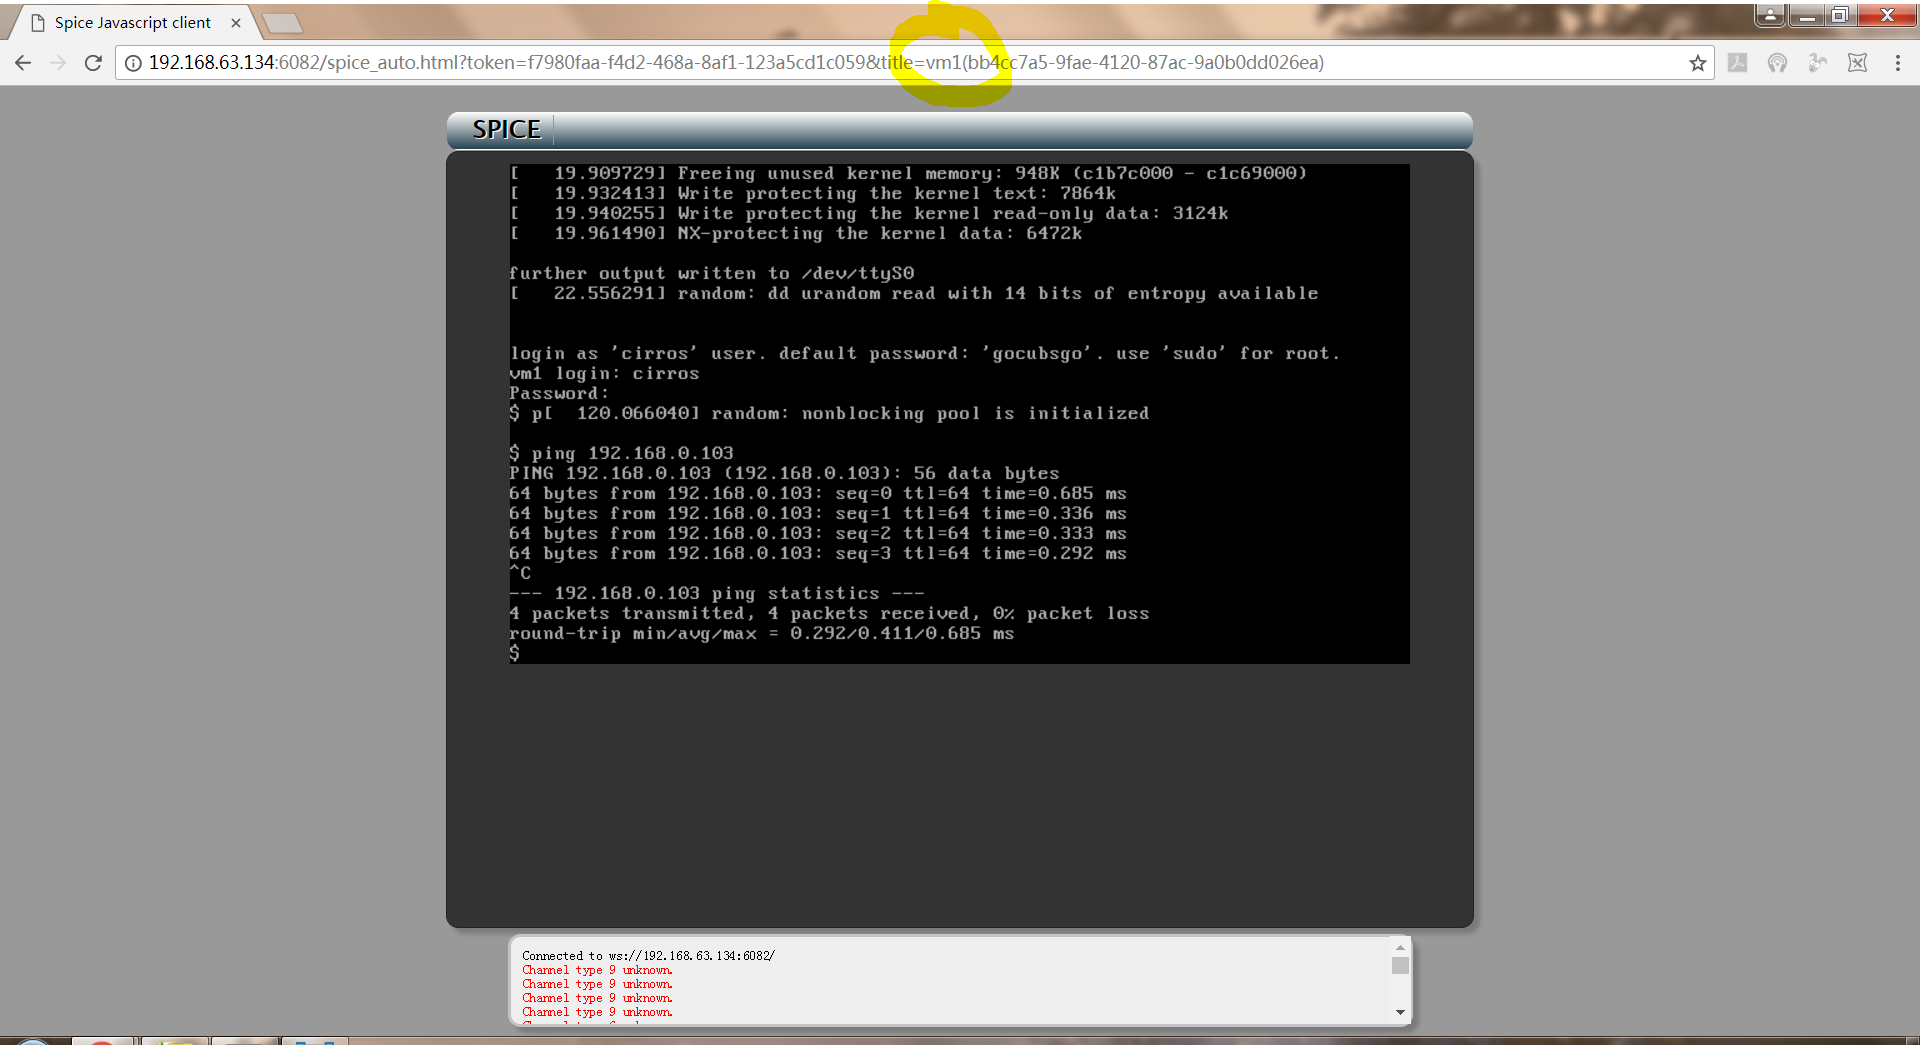 Spice Javascript client
192.168.63.134:6082/spice_auto.html?token=f7980faa-f4d2-468a-8af1-123a5cd1c059&title=vm1(bb4cc7a5-9fae-4120-87ac-9a0b0dd026ea)
SPICE
[   19.909729] Freeing unused kernel memory: 948K (c1b7c000 - c1c69000)
[   19.932413] Write protecting the kernel text: 7864k
[   19.940255] Write protecting the kernel read-only data: 3124k
[   19.961490] NX-protecting the kernel data: 6472k
further output written to /dev/ttyS0
[   22.556291] random: dd urandom read with 14 bits of entropy available
login as 'cirros' user. default password: 'gocubsgo'. use 'sudo' for root.
vm1 login: cirros
Password:
$ p[  120.066040] random: nonblocking pool is initialized
$ ping 192.168.0.103
PING 192.168.0.103 (192.168.0.103): 56 data bytes
64 bytes from 192.168.0.103: seq=0 ttl=64 time=0.685 ms
64 bytes from 192.168.0.103: seq=1 ttl=64 time=0.336 ms
64 bytes from 192.168.0.103: seq=2 ttl=64 time=0.333 ms
64 bytes from 192.168.0.103: seq=3 ttl=64 time=0.292 ms
^C
--- 192.168.0.103 ping statistics ---
4 packets transmitted, 4 packets received, 0% packet loss
round-trip min/avg/max = 0.292/0.411/0.685 ms
$
Connected to ws://192.168.63.134:6082/
Channel type 9 unknown.
Channel type 9 unknown.
Channel type 9 unknown.
Channel type 9 unknown.